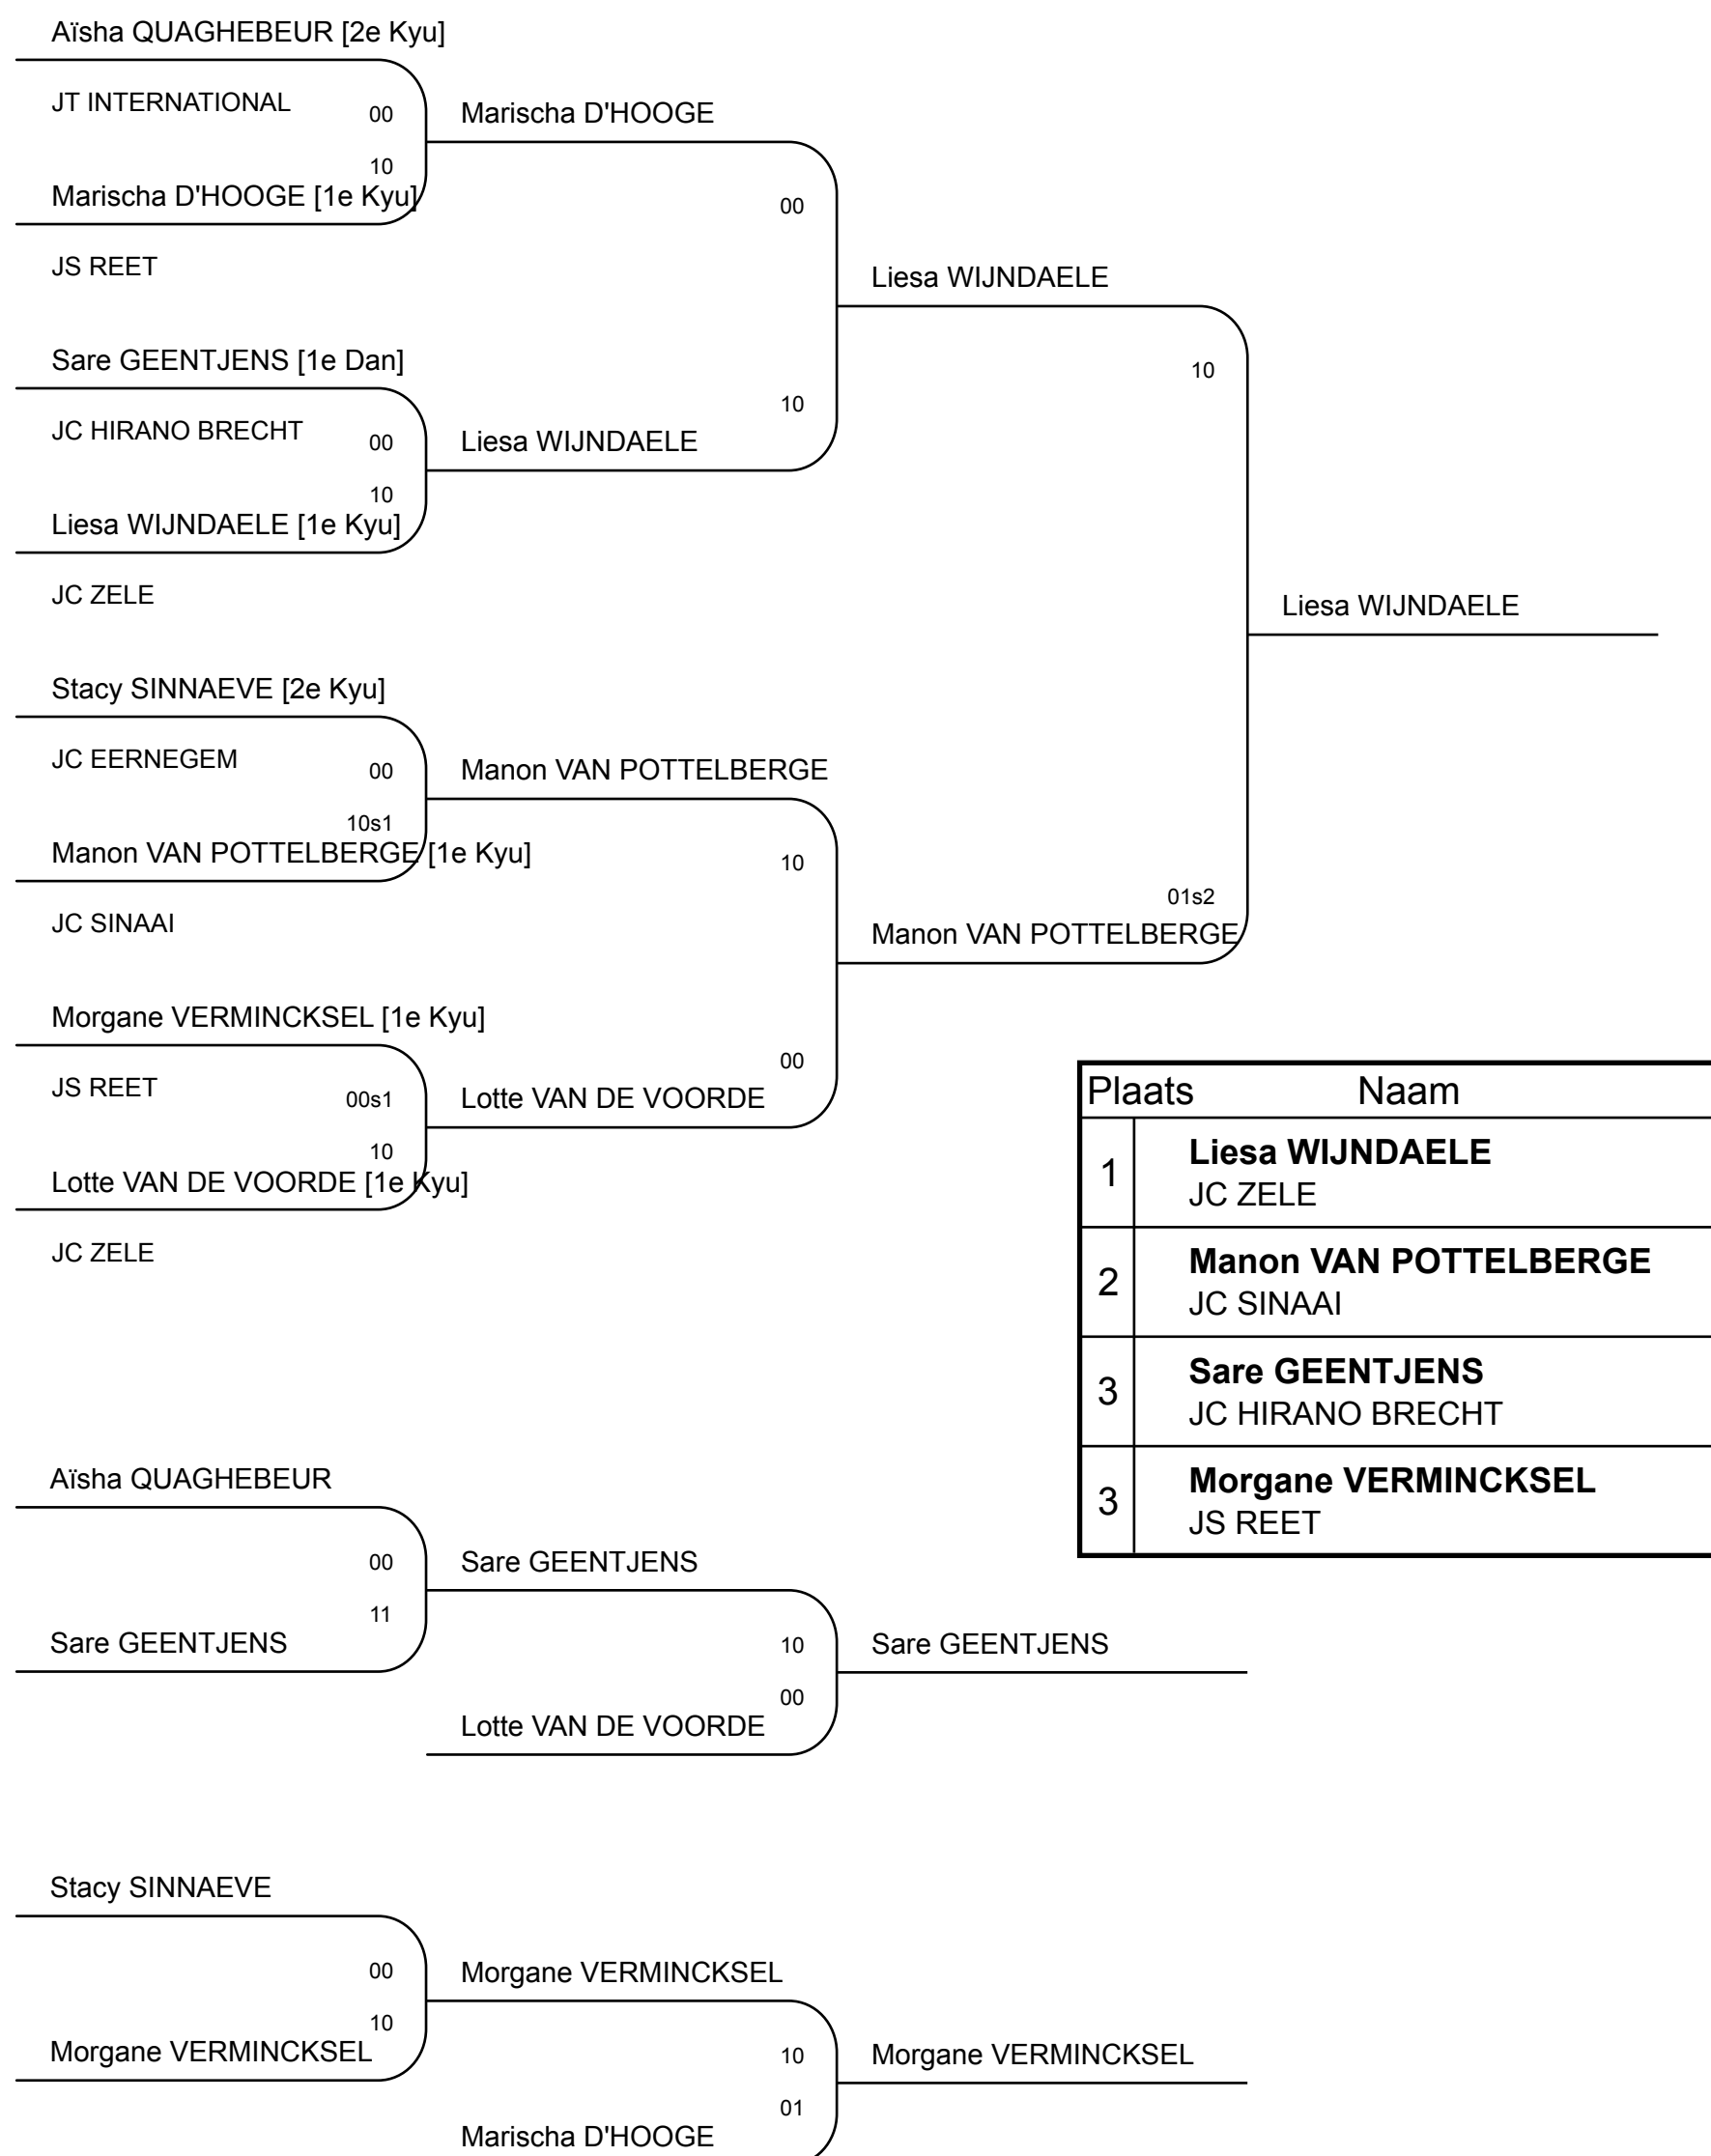 Aïsha QUAGHEBEUR [2e Kyu]
JT INTERNATIONAL
00
Marischa D'HOOGE
10
Marischa D'HOOGE [1e Kyu]
00
JS REET
Liesa WIJNDAELE
Sare GEENTJENS [1e Dan]
10
10
JC HIRANO BRECHT
00
Liesa WIJNDAELE
10
Liesa WIJNDAELE [1e Kyu]
JC ZELE
Liesa WIJNDAELE
Stacy SINNAEVE [2e Kyu]
JC EERNEGEM
00
Manon VAN POTTELBERGE
10s1
Manon VAN POTTELBERGE [1e Kyu]
10
01s2
JC SINAAI
Manon VAN POTTELBERGE
Morgane VERMINCKSEL [1e Kyu]
00
JS REET
00s1
Lotte VAN DE VOORDE
10
Lotte VAN DE VOORDE [1e Kyu]
JC ZELE
Plaats Naam
1 Liesa WIJNDAELE
JC ZELE
2 Manon VAN POTTELBERGE
JC SINAAI
3 Sare GEENTJENS
JC HIRANO BRECHT
3 Morgane VERMINCKSEL
JS REET
Aïsha QUAGHEBEUR
00
Sare GEENTJENS
11
Sare GEENTJENS
10
Sare GEENTJENS
00
Lotte VAN DE VOORDE
Stacy SINNAEVE
00
Morgane VERMINCKSEL
10
Morgane VERMINCKSEL
10
Morgane VERMINCKSEL
01
Marischa D'HOOGE